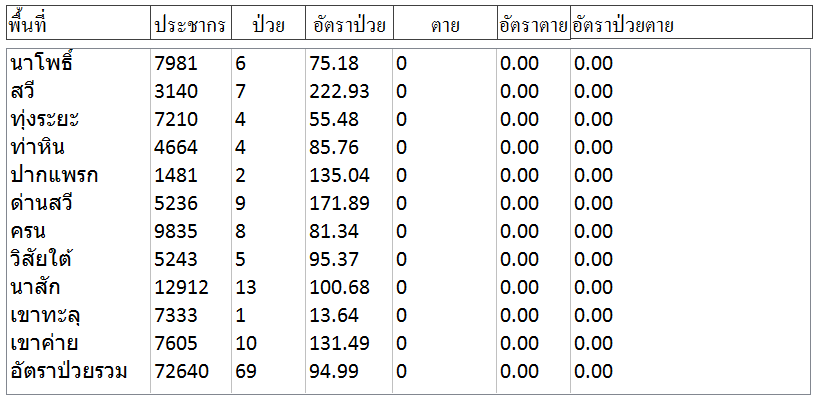 พื้นที่ ประชากร ป่วย อัตราป่วย ตาย อัตราตาย อัตราป่วยตาย
นาโพธิ์ 7981 6 75.18 0 0.00 0.00
สวี 3140 7 222.93 0 0.00 0.00
ทุ่งระยะ 7210 4 55.48 0 0.00 0.00
ท่าหิน 4664 4 85.76 0 0.00 0.00
ปากแพรก 1481 2 135.04 0 0.00 0.00
ด่านสวี 5236 9 171.89 0 0.00 0.00
ครน 9835 8 81.34 0 0.00 0.00
วิสัยใต้ 5243 5 95.37 0 0.00 0.00
นาสัก 12912 13 100.68 0 0.00 0.00
เขาทะลุ 7333 1 13.64 0 0.00 0.00
เขาค่าย 7605 10 131.49 0 0.00 0.00
อัตราป่วยรวม 72640 69 94.99 0 0.00 0.00